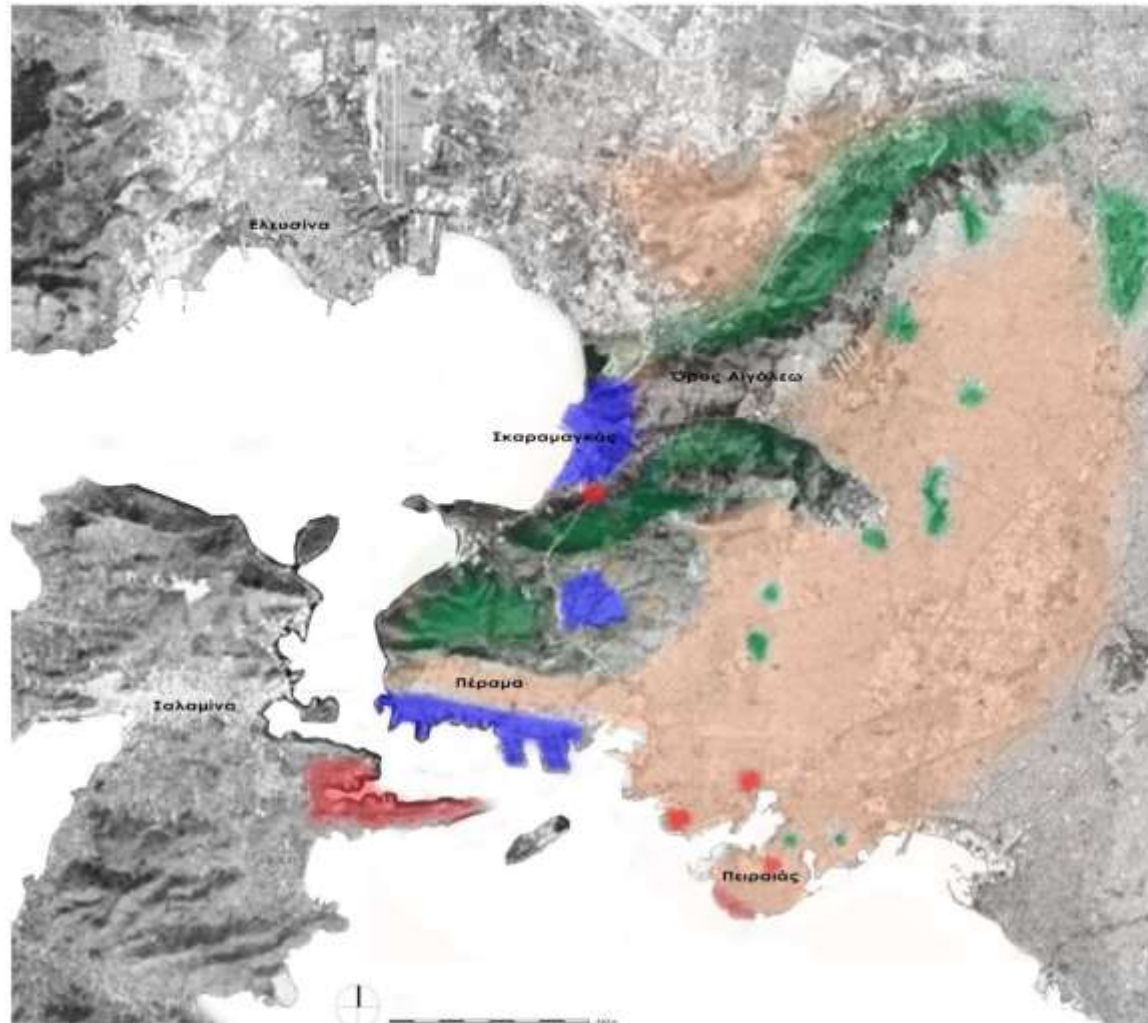 Ελευσίνα
Όρος Αιγάλεω
Σκαραμαγκάς
Πέραμα
Σαλαμίνα
Πειραιάς